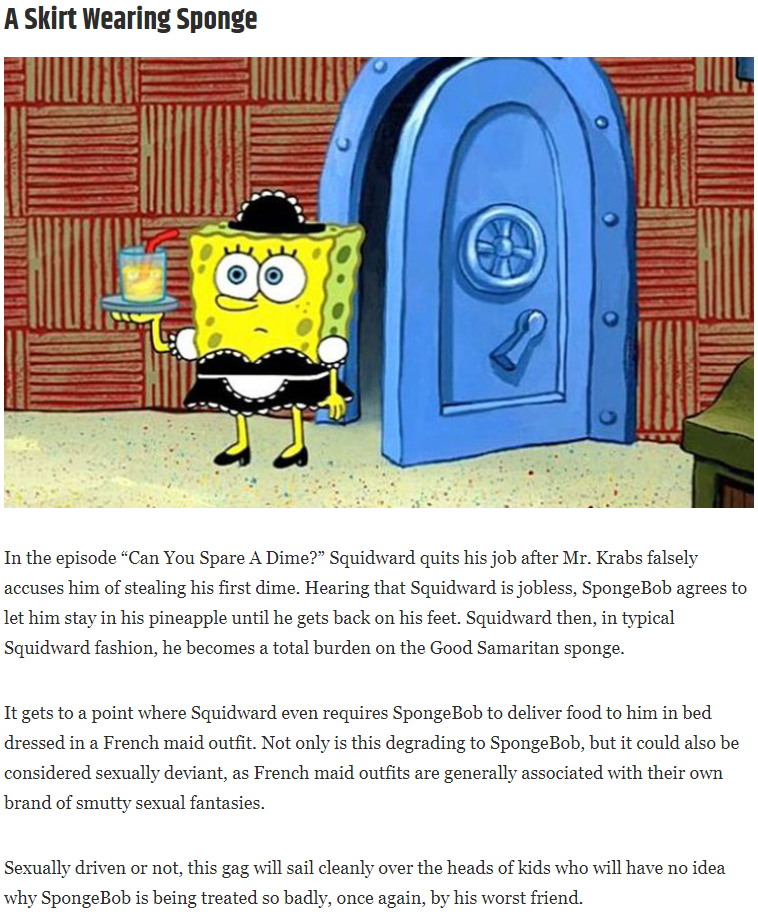 A Skirt Wearing Sponge
In the episode “Can You Spare A Dime?” Squidward quits his job after Mr. Krabs falsely
accuses him of stealing his first dime. Hearing that Squidward is jobless, SpongeBob agrees to
let him stay in his pineapple until he gets back on his feet. Squidward then, in typical
Squidward fashion, he becomes a total burden on the Good Samaritan sponge.
It gets to a point where Squidward even requires SpongeBob to deliver food to him in bed
dressed in a French maid outfit. Not only is this degrading to SpongeBob, but it could also be
considered sexually deviant, as French maid outfits are generally associated with their own
brand of smutty sexual fantasies.
Sexually driven or not, this gag will sail cleanly over the heads of kids who will have no idea
why SpongeBob is being treated so badly, once again, by his worst friend.